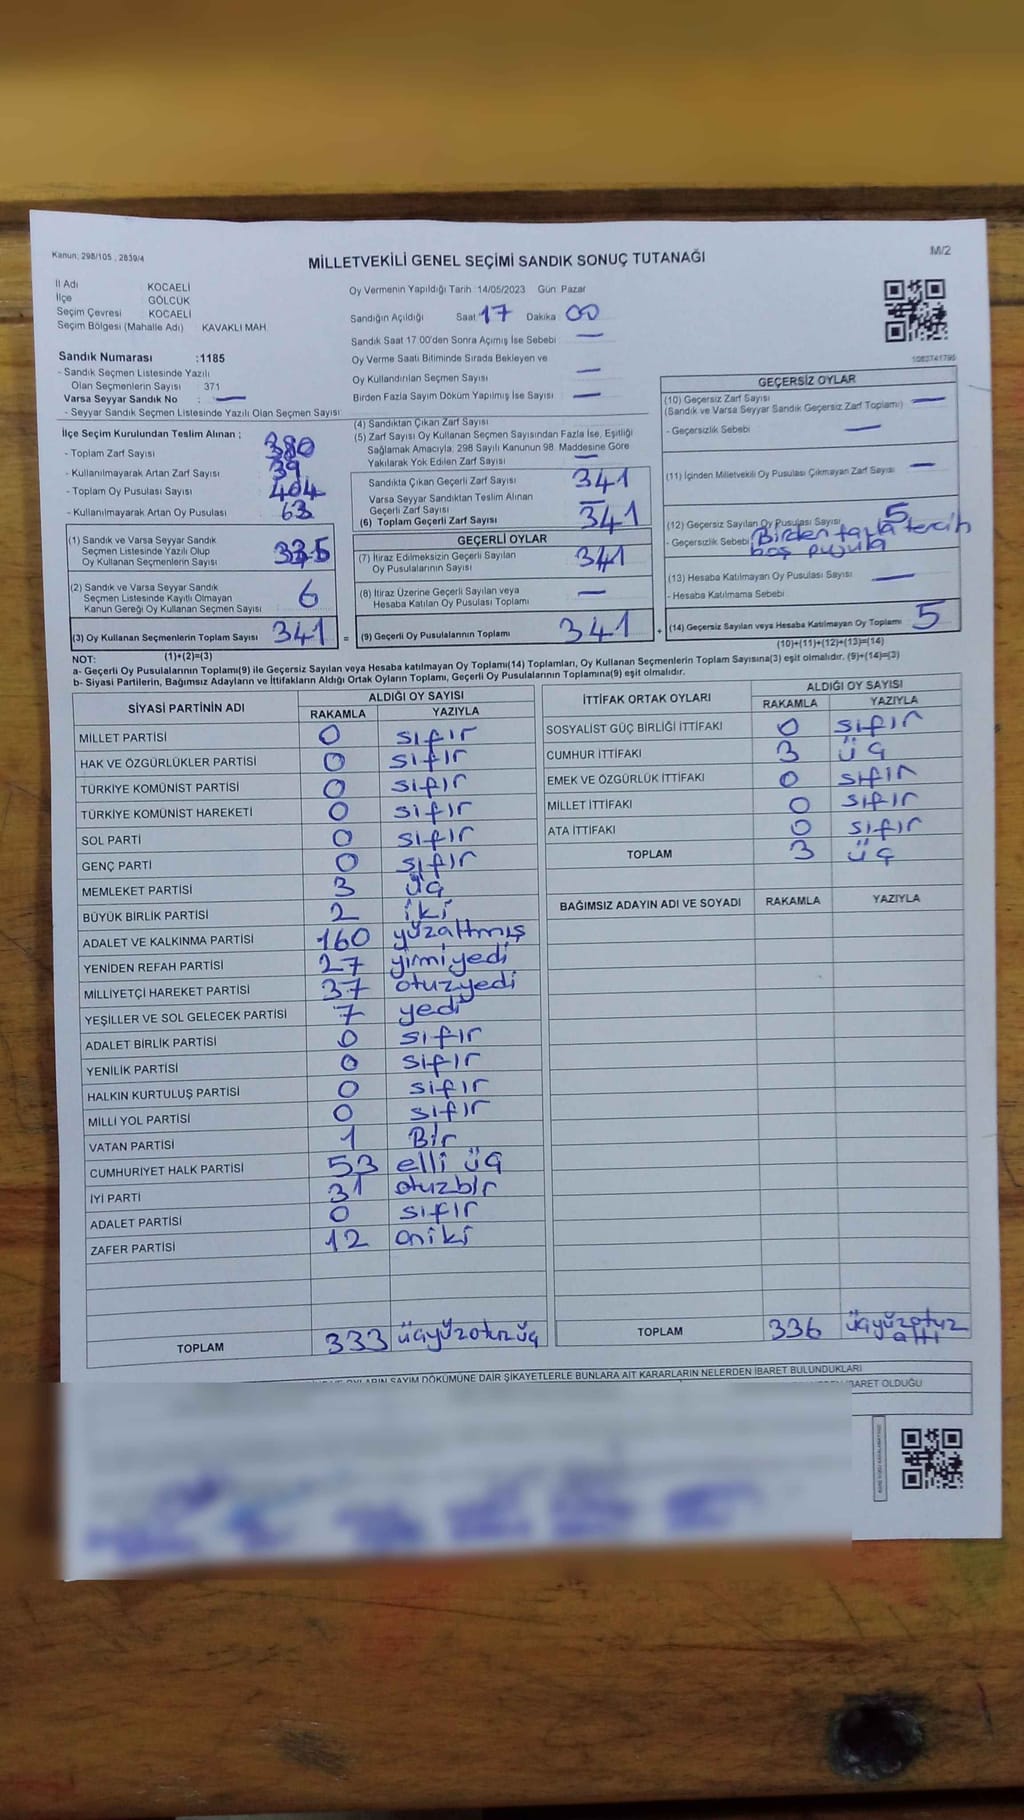 Kanun; 298/105 , 2839/4
M/2
MİLLETVEKİLİ GENEL SEÇİMİ SANDIK SONUÇ TUTANAĞI
İl Adı : KOCAELİ
İlçe : GÖLCÜK
Seçim Çevresi : KOCAELİ
Seçim Bölgesi (Mahalle Adı) KAVAKLI MAH.
Oy Vermenin Yapıldığı Tarih :14/05/2023 Gün: Pazar
Sandığın Açıldığı Saat 17 Dakika 00
Sandık Saat 17:00'den Sonra Açılmış İse Sebebi : —
Oy Verme Saati Bitiminde Sırada Bekleyen ve
Oy Kullandırılan Seçmen Sayısı : —
Birden Fazla Sayım Döküm Yapılmış İse Sayısı : —
1083741795
Sandık Numarası :1185
- Sandık Seçmen Listesinde Yazılı
Olan Seçmenlerin Sayısı : 371
Varsa Seyyar Sandık No : —
- Seyyar Sandık Seçmen Listesinde Yazılı Olan Seçmen Sayısı:
İlçe Seçim Kurulundan Teslim Alınan ;
- Toplam Zarf Sayısı : 380
- Kullanılmayarak Artan Zarf Sayısı : 39
- Toplam Oy Pusulası Sayısı : 404
- Kullanılmayarak Artan Oy Pusulası : 63
(1) Sandık ve Varsa Seyyar Sandık
Seçmen Listesinde Yazılı Olup
Oy Kullanan Seçmenlerin Sayısı 335
(2) Sandık ve Varsa Seyyar Sandık
Seçmen Listesinde Kayıtlı Olmayan
Kanun Gereği Oy Kullanan Seçmen Sayısı 6
(3) Oy Kullanan Seçmenlerin Toplam Sayısı 341 =
(1)+(2)=(3)
(4) Sandıktan Çıkan Zarf Sayısı :
(5) Zarf Sayısı Oy Kullanan Seçmen Sayısından Fazla İse, Eşitliği
Sağlamak Amacıyla, 298 Sayılı Kanunun 98. Maddesine Göre
Yakılarak Yok Edilen Zarf Sayısı : —
Sandıkta Çıkan Geçerli Zarf Sayısı : 341
Varsa Seyyar Sandıktan Teslim Alınan
Geçerli Zarf Sayısı : —
(6) Toplam Geçerli Zarf Sayısı : 341
GEÇERLİ OYLAR
(7) İtiraz Edilmeksizin Geçerli Sayılan
Oy Pusulalarının Sayısı 341
(8) İtiraz Üzerine Geçerli Sayılan veya
Hesaba Katılan Oy Pusulası Toplamı —
(9) Geçerli Oy Pusulalarının Toplamı 341 +
GEÇERSİZ OYLAR
(10) Geçersiz Zarf Sayısı : —
(Sandık ve Varsa Seyyar Sandık Geçersiz Zarf Toplamı)
- Geçersizlik Sebebi : —
(11) İçinden Milletvekili Oy Pusulası Çıkmayan Zarf Sayısı : —
(12) Geçersiz Sayılan Oy Pusulası Sayısı : 5
- Geçersizlik Sebebi : Birden fazla tercih
boş pusula
(13) Hesaba Katılmayan Oy Pusulası Sayısı : —
- Hesaba Katılmama Sebebi :
(14) Geçersiz Sayılan veya Hesaba Katılmayan Oy Toplamı 5
(10)+(11)+(12)+(13)=(14)
NOT:
a- Geçerli Oy Pusulalarının Toplamı(9) ile Geçersiz Sayılan veya Hesaba katılmayan Oy Toplamı(14) Toplamları, Oy Kullanan Seçmenlerin Toplam Sayısına(3) eşit olmalıdır. (9)+(14)=(3)
b- Siyasi Partilerin, Bağımsız Adayların ve İttifakların Aldığı Ortak Oyların Toplamı, Geçerli Oy Pusulalarının Toplamına(9) eşit olmalıdır.
SİYASİ PARTİNİN ADI ALDIĞI OY SAYISI
RAKAMLA YAZIYLA
MİLLET PARTİSİ 0 sıfır
HAK VE ÖZGÜRLÜKLER PARTİSİ 0 sıfır
TÜRKİYE KOMÜNİST PARTİSİ 0 sıfır
TÜRKİYE KOMÜNİST HAREKETİ 0 sıfır
SOL PARTİ 0 sıfır
GENÇ PARTİ 0 sıfır
MEMLEKET PARTİSİ 3 üç
BÜYÜK BİRLİK PARTİSİ 2 iki
ADALET VE KALKINMA PARTİSİ 160 yüzaltmış
YENİDEN REFAH PARTİSİ 27 yirmiyedi
MİLLİYETÇİ HAREKET PARTİSİ 37 otuzyedi
YEŞİLLER VE SOL GELECEK PARTİSİ 7 yedi
ADALET BİRLİK PARTİSİ 0 sıfır
YENİLİK PARTİSİ 0 sıfır
HALKIN KURTULUŞ PARTİSİ 0 sıfır
MİLLİ YOL PARTİSİ 0 sıfır
VATAN PARTİSİ 1 Bir
CUMHURİYET HALK PARTİSİ 53 elli üç
İYİ PARTİ 31 otuzbir
ADALET PARTİSİ 0 sıfır
ZAFER PARTİSİ 12 oniki
TOPLAM 333 üçyüzotuzüç
İTTİFAK ORTAK OYLARI ALDIĞI OY SAYISI
RAKAMLA YAZIYLA
SOSYALİST GÜÇ BİRLİĞİ İTTİFAKI 0 sıfır
CUMHUR İTTİFAKI 3 üç
EMEK VE ÖZGÜRLÜK İTTİFAKI 0 sıfır
MİLLET İTTİFAKI 0 sıfır
ATA İTTİFAKI 0 sıfır
TOPLAM 3 üç
BAĞIMSIZ ADAYIN ADI VE SOYADI RAKAMLA YAZIYLA
TOPLAM 336 üçyüzotuz
altı
OYLARIN SAYIM DÖKÜMÜNE DAİR ŞİKAYETLERLE BUNLARA AİT KARARLARIN NELERDEN İBARET BULUNDUKLARI
İBARET OLDUĞU